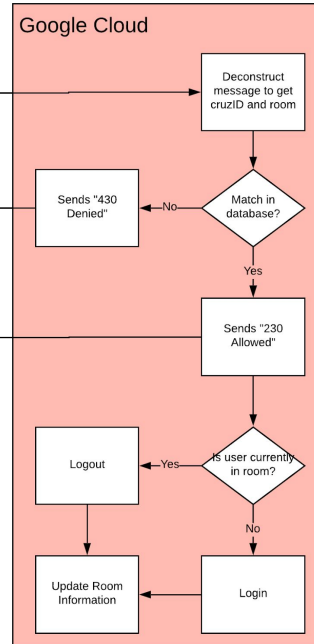 Google Cloud
Deconstruct
message to get
cruzID and room
Match in
database?
No
Sends "430
Denied"
Yes
Sends "230
Allowed"
Is user currently
in room?
Yes
Logout
No
Update Room
Information
Login